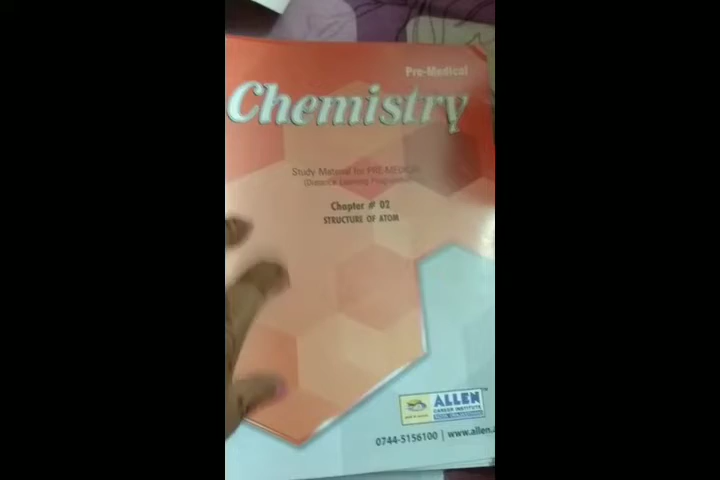 Pre-Medical
Chemistry
Study Material for PRE-MEDICAL
(Distance Learning Programme)
Chapter # 02
STRUCTURE OF ATOM
ALLEN
CAREER INSTITUTE
0744-5156100 | www.allen.a